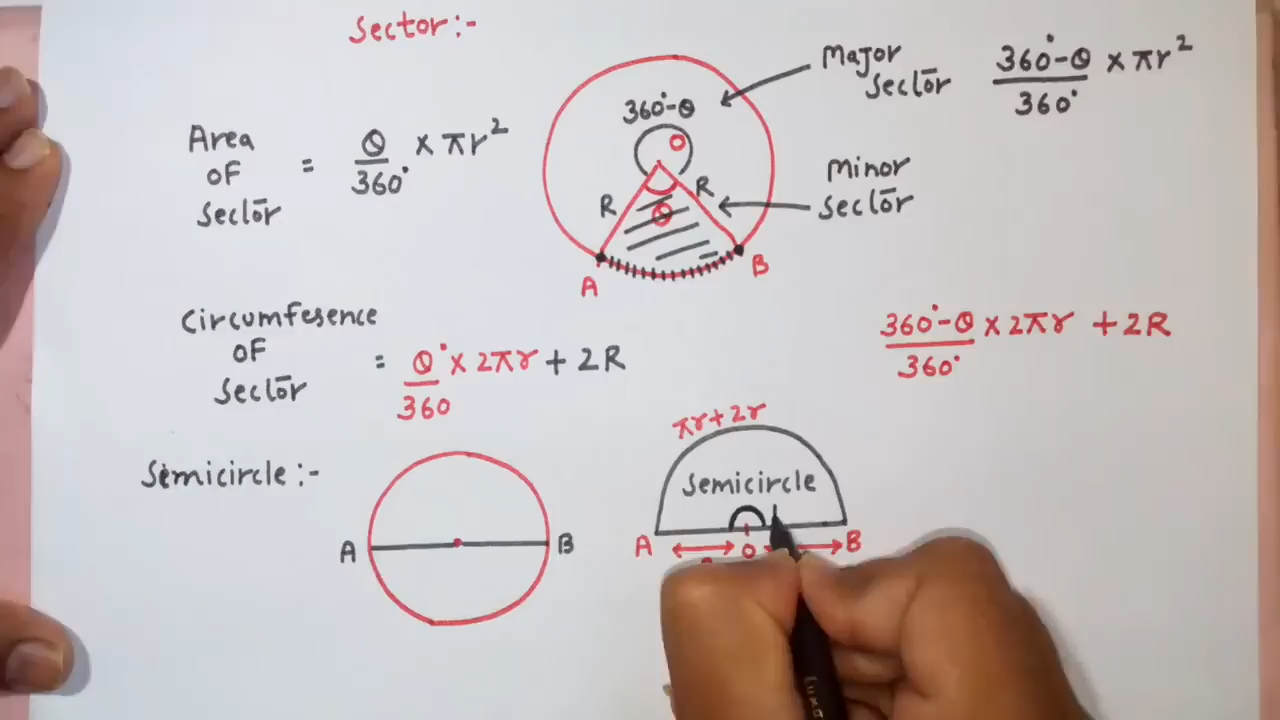 Sector:-
Major
Sector
360°-θ
360°
× πr²
360°-θ
Area
of
Sector
=
θ
360°
× πr²
Minor
Sector
R
R
θ
A
B
Circumference
of
Sector
=
θ° × 2πr + 2R
360
360°-θ × 2πr + 2R
360°
πr+2r
Semicircle:-
Semicircle
A
B
A
O
B